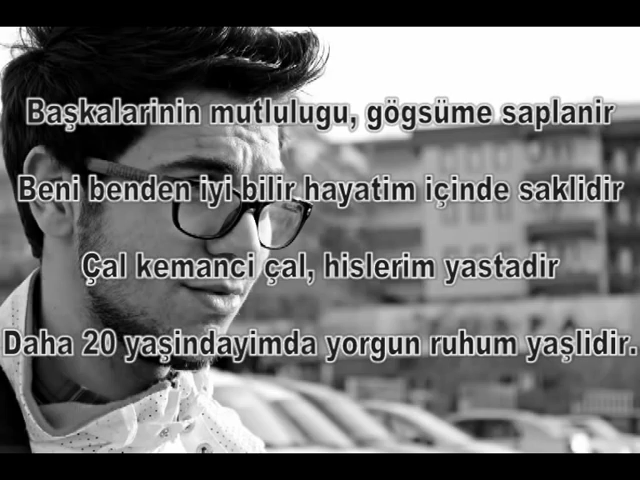 Başkalarinin mutlulugu, gögsüme saplanir
Beni benden iyi bilir hayatim içinde saklidir
Çal kemanci çal, hislerim yastadir
Daha 20 yaşindayimda yorgun ruhum yaşlidir.